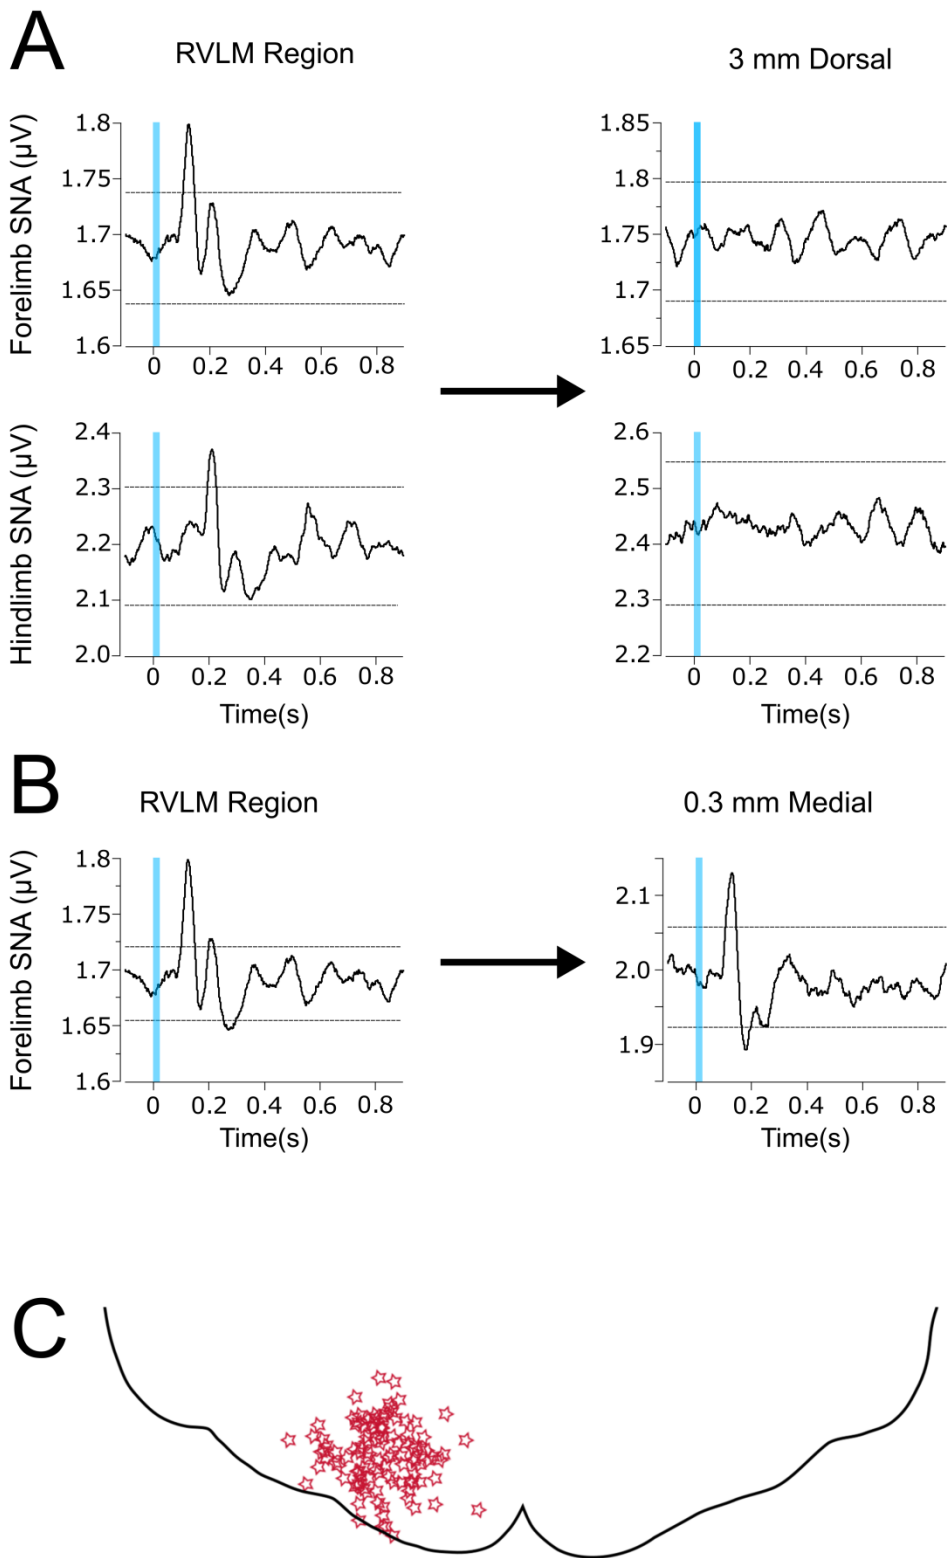 A
RVLM Region
3 mm Dorsal
Forelimb SNA (µV)
1.8
1.75
1.7
1.65
1.6
0 0.2 0.4 0.6 0.8
1.85
1.8
1.75
1.7
1.65
0 0.2 0.4 0.6 0.8
Hindlimb SNA (µV)
2.4
2.3
2.2
2.1
2.0
0 0.2 0.4 0.6 0.8
Time(s)
2.6
2.5
2.4
2.3
2.2
0 0.2 0.4 0.6 0.8
Time(s)
B
RVLM Region
0.3 mm Medial
Forelimb SNA (µV)
1.8
1.75
1.7
1.65
1.6
0 0.2 0.4 0.6 0.8
Time(s)
2.1
2.0
1.9
0 0.2 0.4 0.6 0.8
Time(s)
C